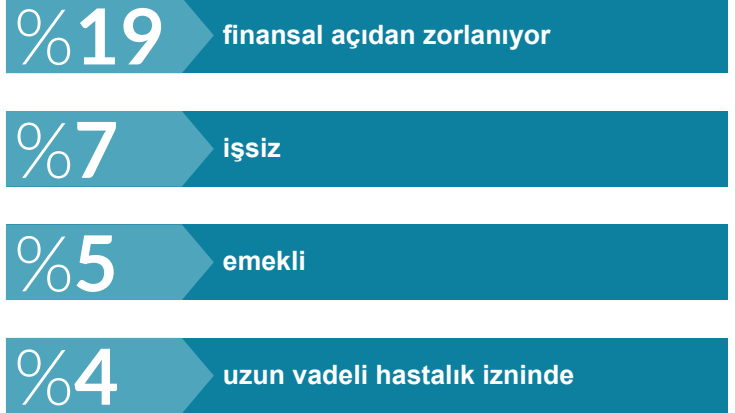 %19 finansal açıdan zorlanıyor
%7 işsiz
%5 emekli
%4 uzun vadeli hastalık izninde